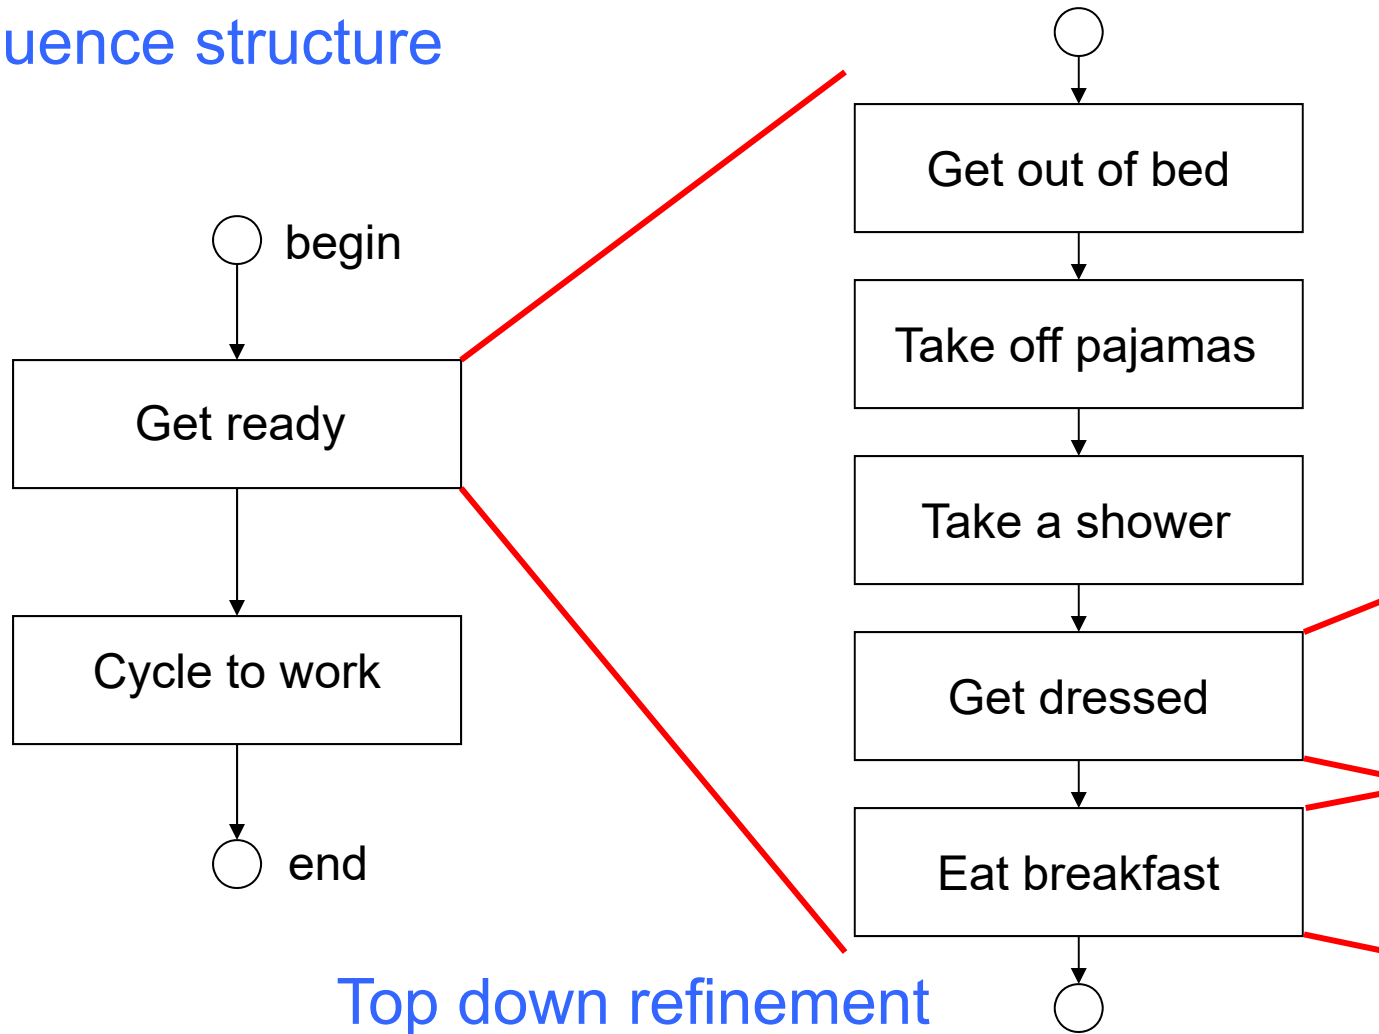 uence structure
begin
Get ready
Cycle to work
end
Get out of bed
Take off pajamas
Take a shower
Get dressed
Eat breakfast
Top down refinement